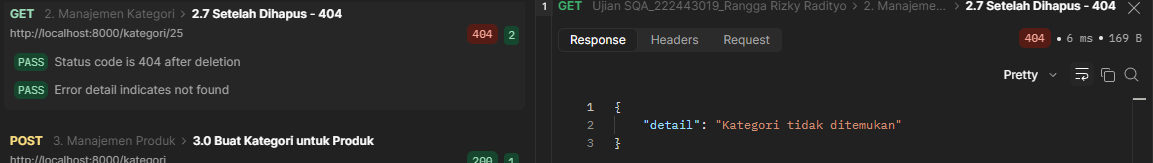 GET 2. Manajemen Kategori > 2.7 Setelah Dihapus - 404
http://localhost:8000/kategori/25 404 2
PASS Status code is 404 after deletion
PASS Error detail indicates not found
POST 3. Manajemen Produk > 3.0 Buat Kategori untuk Produk
http://localhost:8000/kategori 200 1
1 GET Ujian SQA_222443019_Rangga Rizky Radityo > 2. Manajeme... > 2.7 Setelah Dihapus - 404
Response Headers Request 404 • 6 ms • 169 B
Pretty
1 {
2 "detail": "Kategori tidak ditemukan"
3 }